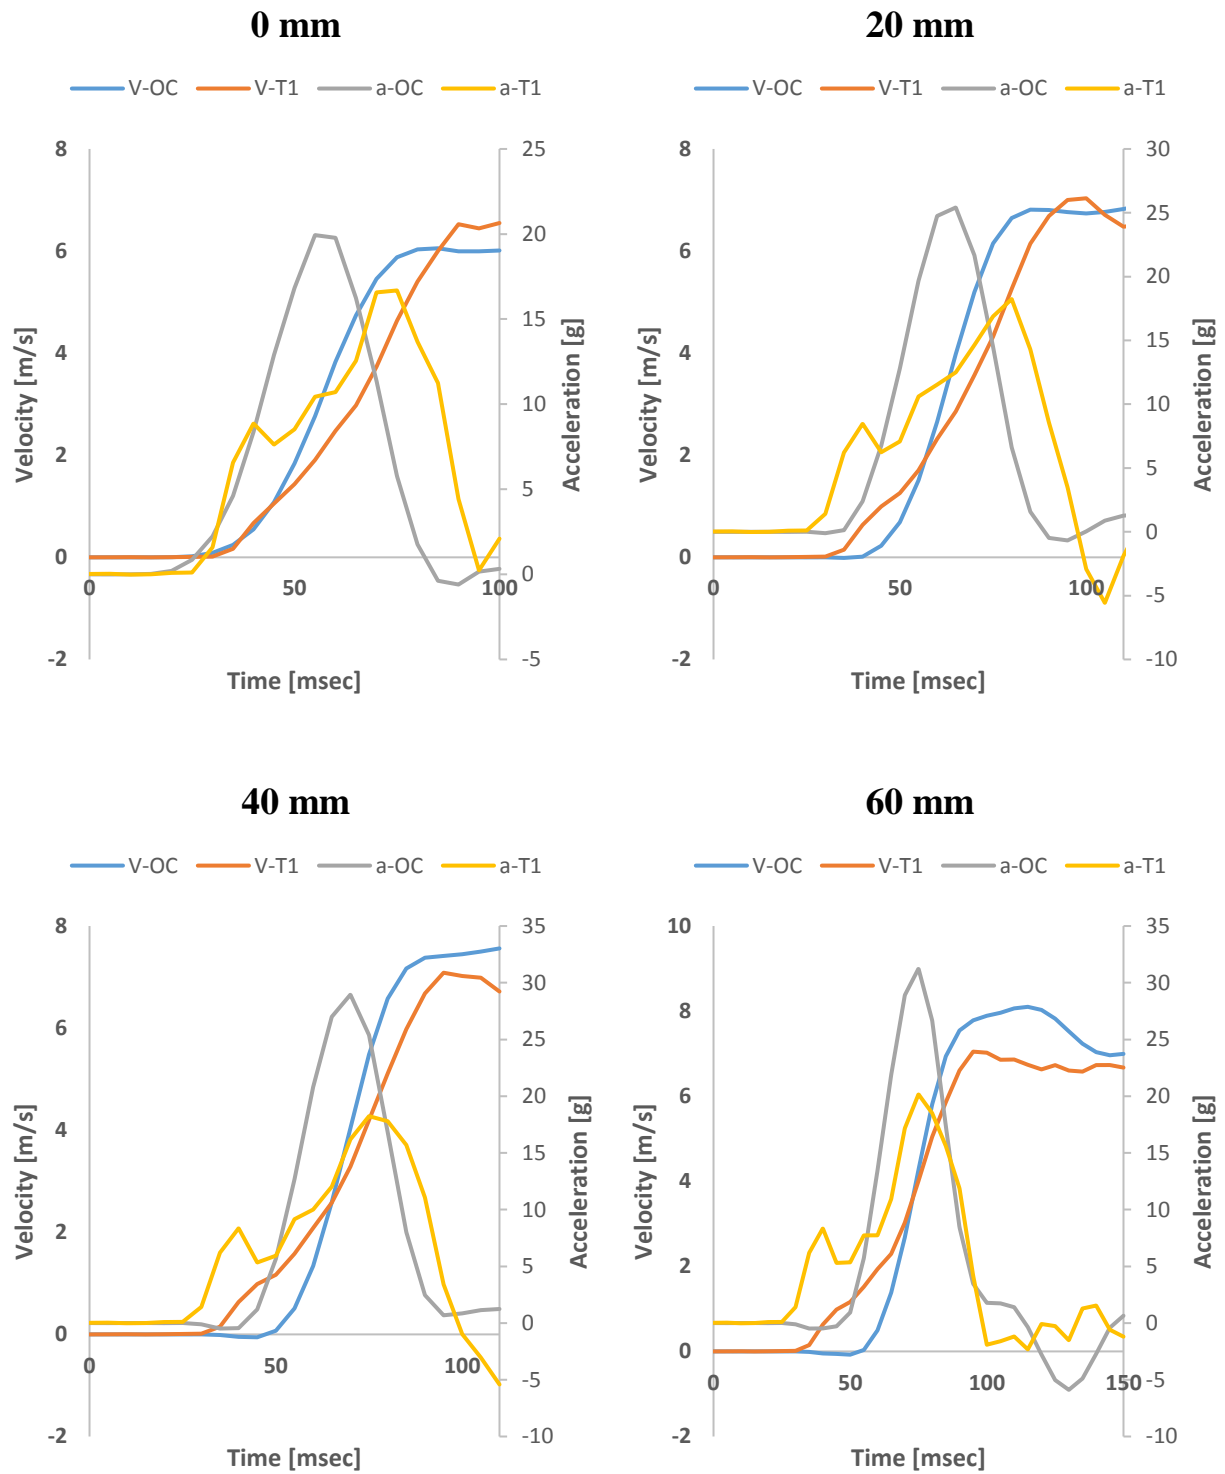 0 mm
V-OC V-T1 a-OC a-T1
8
6
4
2
0
-2
25
20
15
10
5
0
-5
0 50 100
Velocity [m/s]
Acceleration [g]
Time [msec]
20 mm
V-OC V-T1 a-OC a-T1
8
6
4
2
0
-2
30
25
20
15
10
5
0
-5
-10
0 50 100
Velocity [m/s]
Acceleration [g]
Time [msec]
40 mm
V-OC V-T1 a-OC a-T1
8
6
4
2
0
-2
35
30
25
20
15
10
5
0
-5
-10
0 50 100
Velocity [m/s]
Acceleration [g]
Time [msec]
60 mm
V-OC V-T1 a-OC a-T1
10
8
6
4
2
0
-2
35
30
25
20
15
10
5
0
-5
-10
0 50 100 150
Velocity [m/s]
Acceleration [g]
Time [msec]